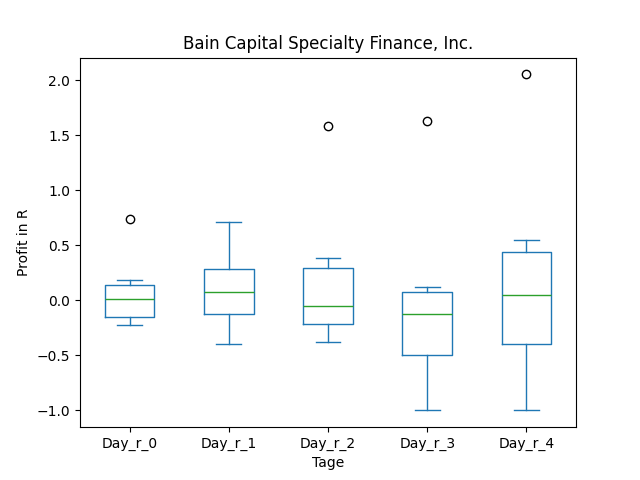 Bain Capital Specialty Finance, Inc.
Profit in R
2.0
1.5
1.0
0.5
0.0
−0.5
−1.0
Day_r_0 Day_r_1 Day_r_2 Day_r_3 Day_r_4
Tage